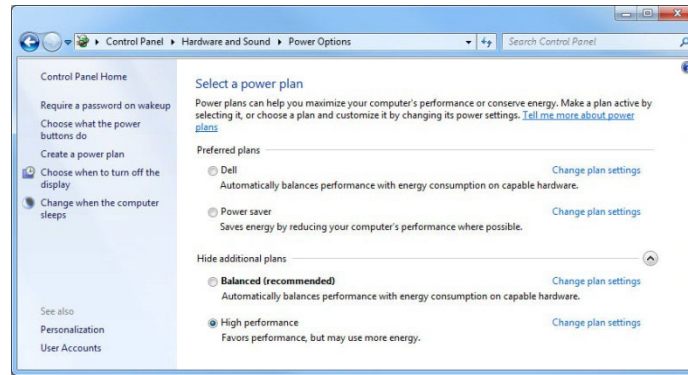 Control Panel ▸ Hardware and Sound ▸ Power Options
Search Control Panel
Control Panel Home
Require a password on wakeup
Choose what the power
buttons do
Create a power plan
Choose when to turn off the
display
Change when the computer
sleeps
See also
Personalization
User Accounts
Select a power plan
Power plans can help you maximize your computer's performance or conserve energy. Make a plan active by
selecting it, or choose a plan and customize it by changing its power settings. Tell me more about power
plans
Preferred plans
Dell Change plan settings
Automatically balances performance with energy consumption on capable hardware.
Power saver Change plan settings
Saves energy by reducing your computer's performance where possible.
Hide additional plans
Balanced (recommended) Change plan settings
Automatically balances performance with energy consumption on capable hardware.
High performance Change plan settings
Favors performance, but may use more energy.